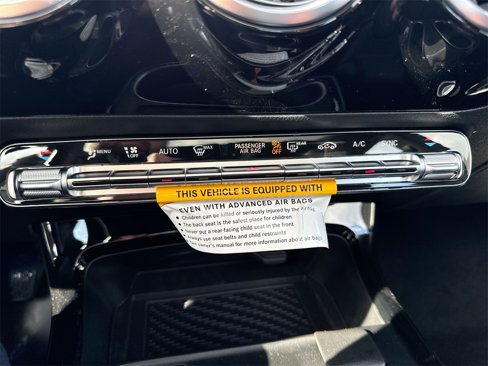 MENU OFF AUTO MAX PASSENGER AIR BAG OFF REAR A/C SYNC
THIS VEHICLE IS EQUIPPED WITH
EVEN WITH ADVANCED AIR BAGS
• Children can be killed or seriously injured by the air bag
• The back seat is the safest place for children
• Never put a rear-facing child seat in the front
• Always use seat belts and child restraints
owner's manual for more information about air bags